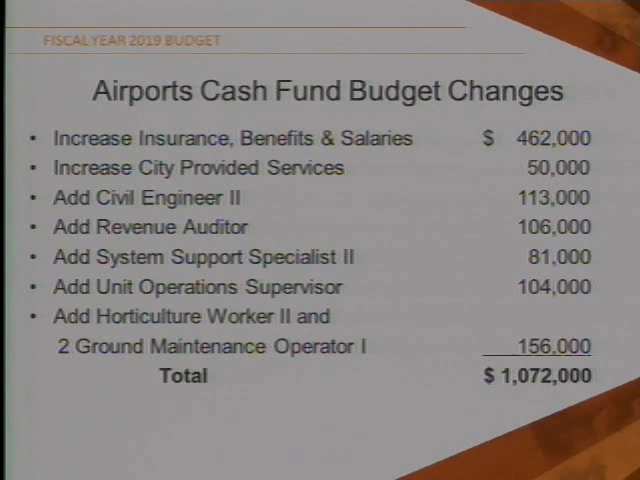 FISCAL YEAR 2019 BUDGET
Airports Cash Fund Budget Changes
• Increase Insurance, Benefits & Salaries $ 462,000
• Increase City Provided Services 50,000
• Add Civil Engineer II 113,000
• Add Revenue Auditor 106,000
• Add System Support Specialist II 81,000
• Add Unit Operations Supervisor 104,000
• Add Horticulture Worker II and
2 Ground Maintenance Operator I 156,000
Total $ 1,072,000